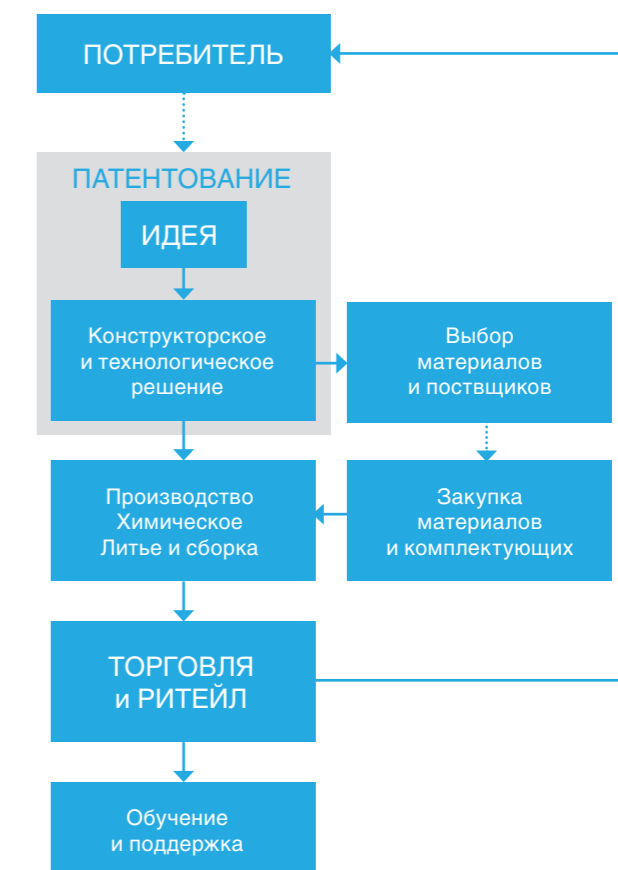 ПОТРЕБИТЕЛЬ
ПАТЕНТОВАНИЕ
ИДЕЯ
Конструкторское
и технологическое
решение
Выбор
материалов
и поствщиков
Производство
Химическое
Литье и сборка
Закупка
материалов
и комплектующих
ТОРГОВЛЯ
и РИТЕЙЛ
Обучение
и поддержка